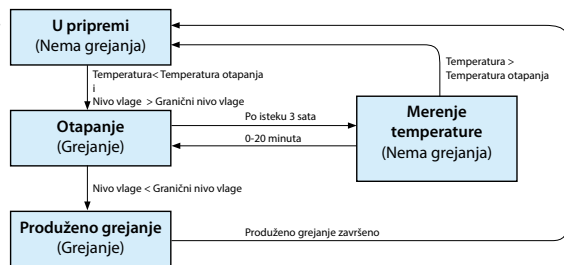 U pripremi
(Nema grejanja)
Temperatura >
Temperatura otapanja
Temperatura< Temperatura otapanja
i
Nivo vlage > Granični nivo vlage
Otapanje
(Grejanje)
Po isteku 3 sata
0-20 minuta
Merenje
temperature
(Nema grejanja)
Nivo vlage < Granični nivo vlage
Produženo grejanje
(Grejanje)
Produženo grejanje završeno